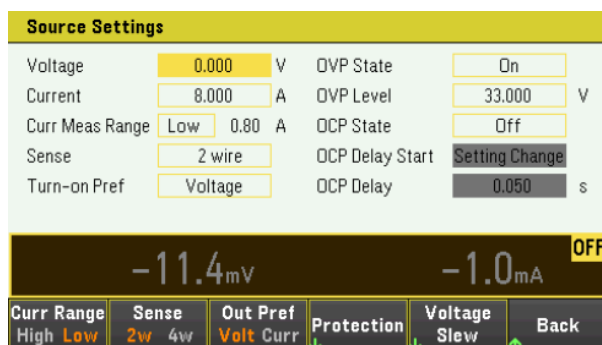 Source Settings
Voltage 0.000 V OVP State On
Current 8.000 A OVP Level 33.000 V
Curr Meas Range Low 0.80 A OCP State Off
Sense 2 wire OCP Delay Start Setting Change
Turn-on Pref Voltage OCP Delay 0.050 s
OFF
-11.4mV -1.0mA
Curr Range Sense Out Pref Protection Voltage Back
High Low 2w 4w Volt Curr Slew